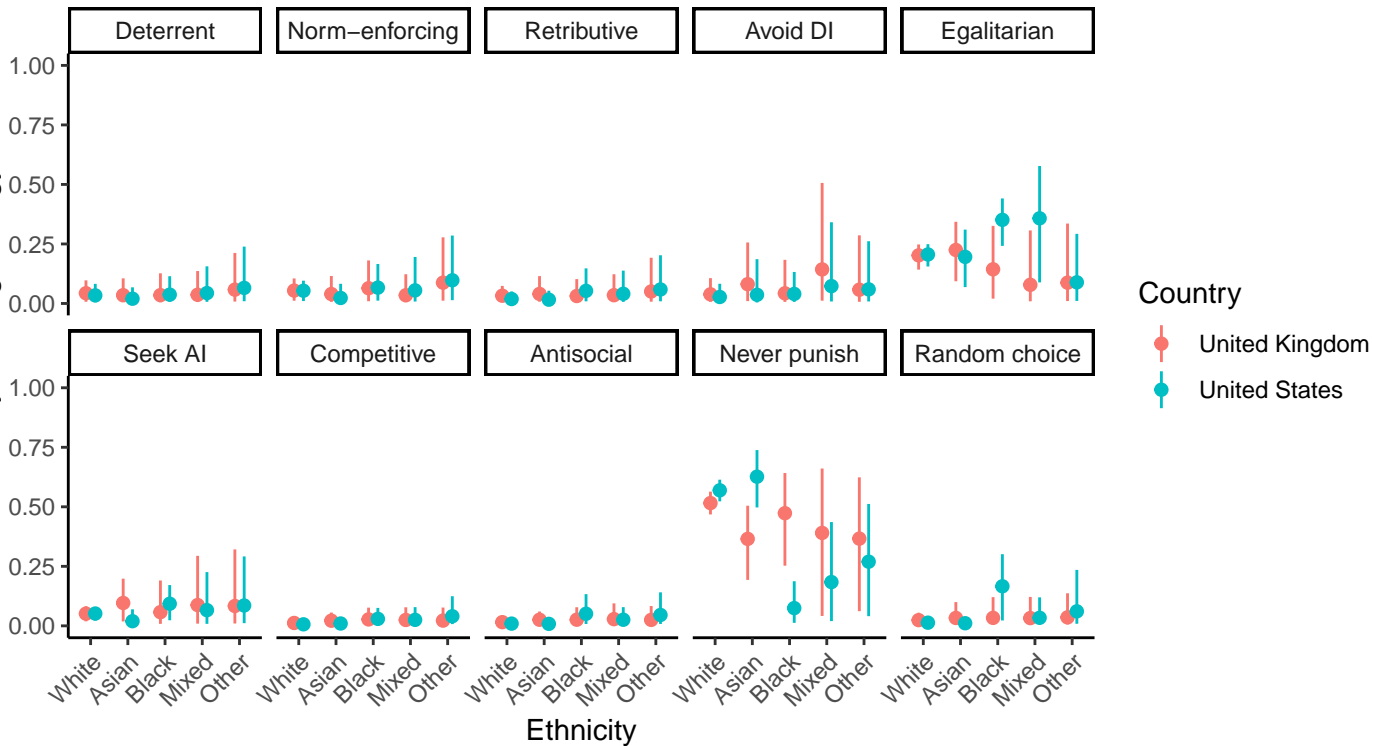 Deterrent Norm−enforcing Retributive Avoid DI Egalitarian
1.00
0.75
0.50
0.25
0.00
Seek AI Competitive Antisocial Never punish Random choice
1.00
0.75
0.50
0.25
0.00
White Asian Black Mixed Other White Asian Black Mixed Other White Asian Black Mixed Other White Asian Black Mixed Other White Asian Black Mixed Other
Ethnicity
Country
United Kingdom
United States